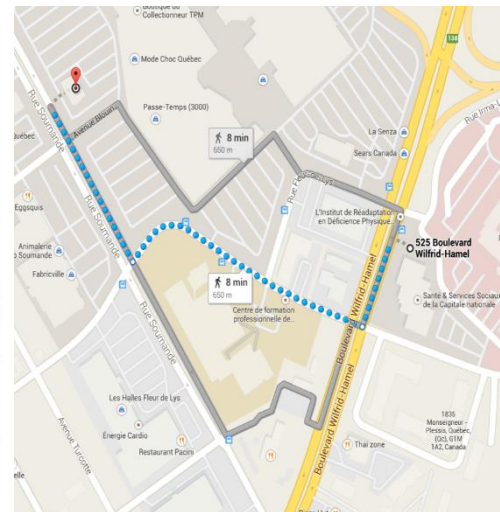 Boutique du
Collectionneur TPM
138
Mode Choc Québec
Passe-Temps (3000)
Avenue Blouin
Rue Soumande
8 min
650 m
La Senza
Sears Canada
Rue Soumande
L'Institut de Réadaptation
en Déficience Physique...
525 Boulevard
Wilfrid-Hamel
Eggsquis
Animalerie
Soumande
Fabricville
8 min
650 m
Centre de formation
professionnelle de...
Santé & Services Sociaux
de la Capitale nationale
Boulevard Wilfrid-Hamel
Rue Soumande
Les Halles Fleur de Lys
Énergie Cardio
Restaurant Pacini
Avenue Turcotte
Boulevard Wilfrid-Hamel
Thai zone
1835
Monseigneur -
Plessis, Québec,
(Qc), G1M
1A2, Canada